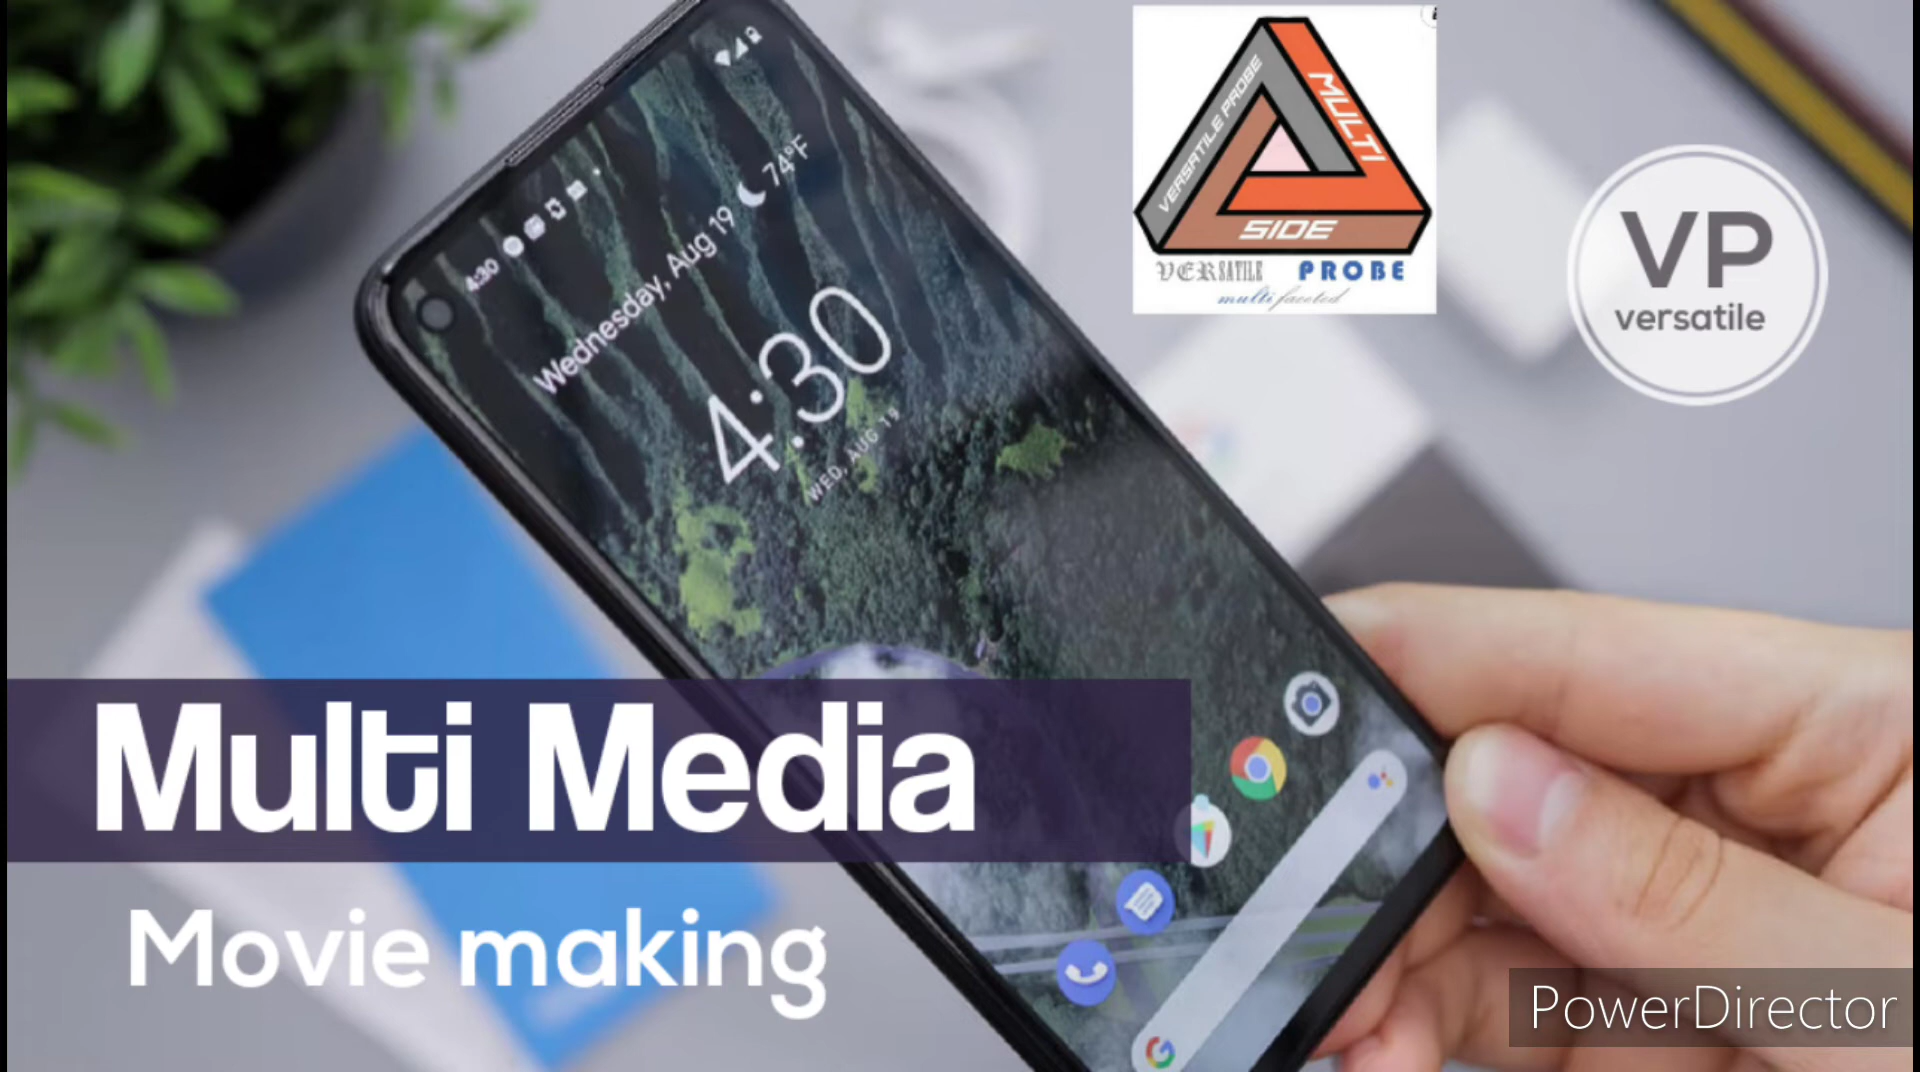 VERSATILE PROBE
MULTI
SIDE
VERSATILE PROBE
multi faceted
VP
versatile
4:30
Wednesday, Aug 19 74°F
4:30
WED, AUG 19
Multi Media
Movie making
PowerDirector